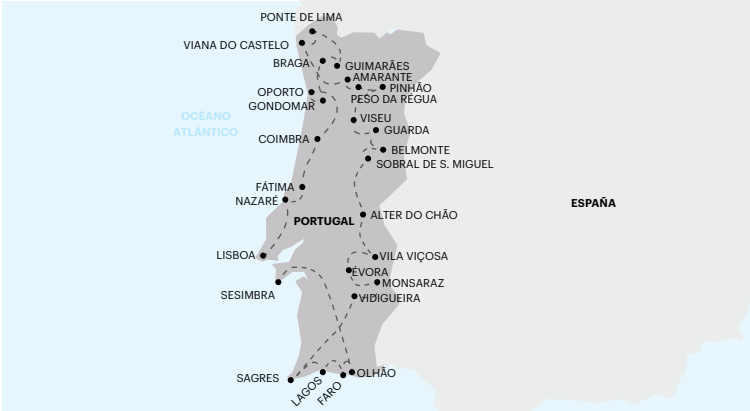 PONTE DE LIMA
VIANA DO CASTELO
BRAGA
GUIMARÃES
AMARANTE
OPORTO
PINHÃO
PESO DA RÉGUA
GONDOMAR
OCÉANO
ATLÁNTICO
VISEU
GUARDA
COIMBRA
BELMONTE
SOBRAL DE S. MIGUEL
FÁTIMA
NAZARÉ
ESPAÑA
ALTER DO CHÃO
PORTUGAL
LISBOA
VILA VIÇOSA
ÉVORA
MONSARAZ
SESIMBRA
VIDIGUEIRA
SAGRES
LAGOS
FARO
OLHÃO